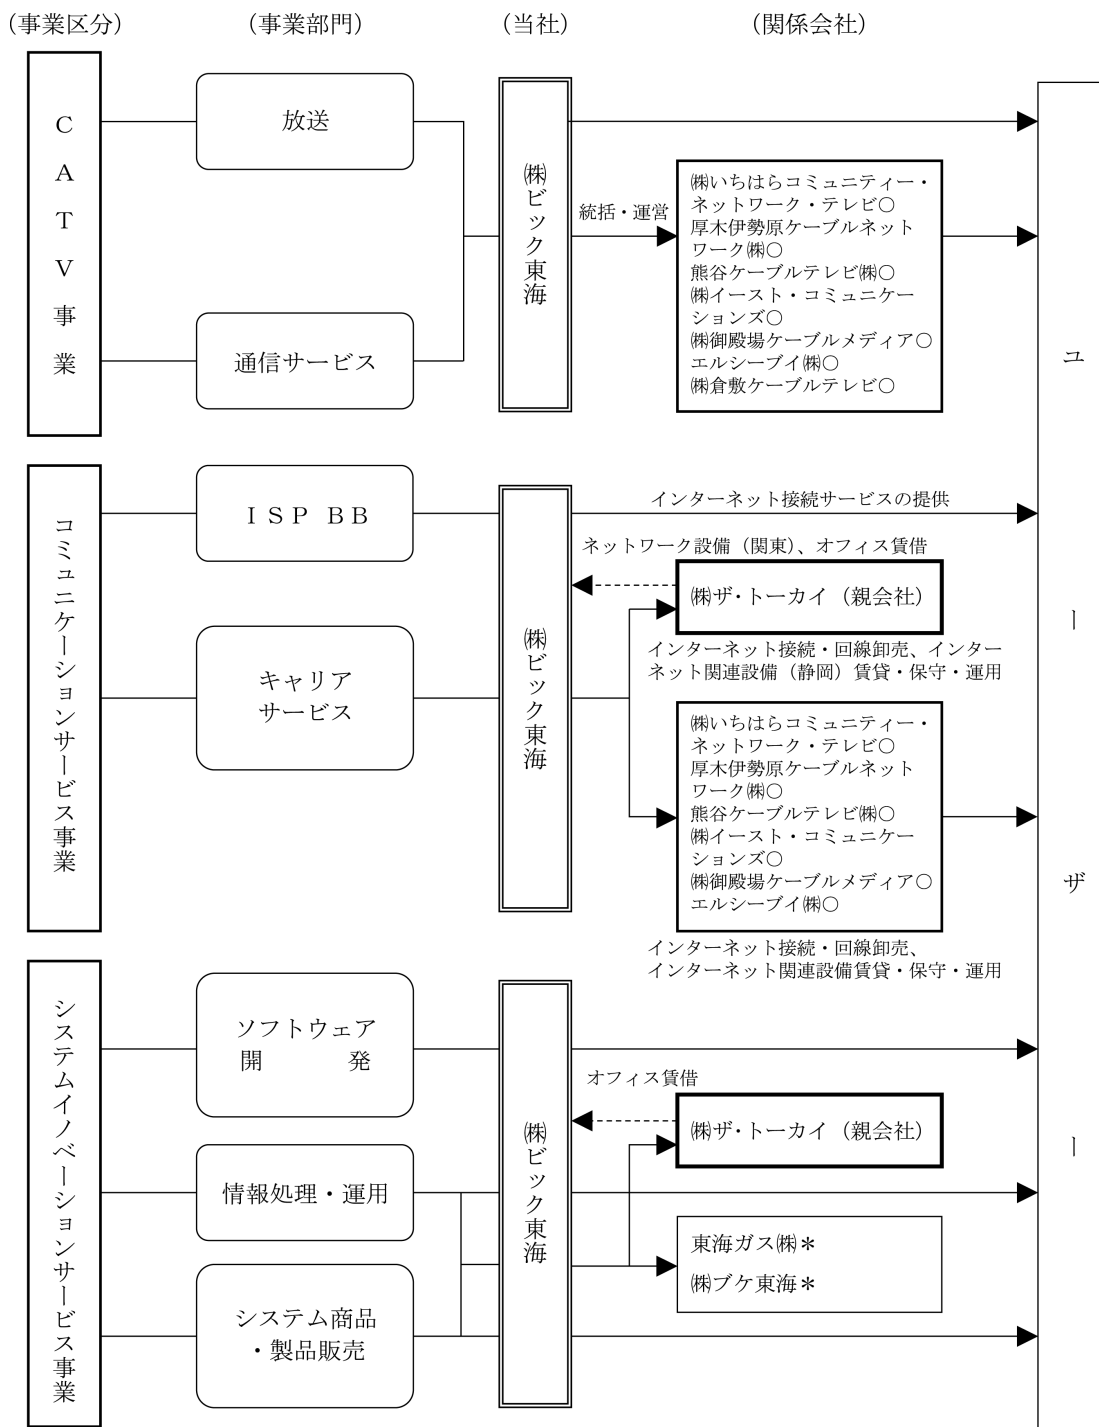 (事業区分)
(事業部門)
(当社)
(関係会社)
CATV事業
放送
通信サービス
㈱ビック東海
統括・運営
㈱いちはらコミュニティー・
ネットワーク・テレビ○
厚木伊勢原ケーブルネット
ワーク㈱○
熊谷ケーブルテレビ㈱○
㈱イースト・コミュニケー
ションズ○
㈱御殿場ケーブルメディア○
エルシーブイ㈱○
㈱倉敷ケーブルテレビ○
ユーザー
コミュニケーションサービス事業
ISP BB
キャリア
サービス
㈱ビック東海
インターネット接続サービスの提供
ネットワーク設備(関東)、オフィス賃借
㈱ザ・トーカイ(親会社)
インターネット接続・回線卸売、インター
ネット関連設備(静岡)賃貸・保守・運用
㈱いちはらコミュニティー・
ネットワーク・テレビ○
厚木伊勢原ケーブルネット
ワーク㈱○
熊谷ケーブルテレビ㈱○
㈱イースト・コミュニケー
ションズ○
㈱御殿場ケーブルメディア○
エルシーブイ㈱○
インターネット接続・回線卸売、
インターネット関連設備賃貸・保守・運用
システムイノベーションサービス事業
ソフトウェア
開　発
情報処理・運用
システム商品
・製品販売
㈱ビック東海
オフィス賃借
㈱ザ・トーカイ(親会社)
東海ガス㈱＊
㈱ブケ東海＊